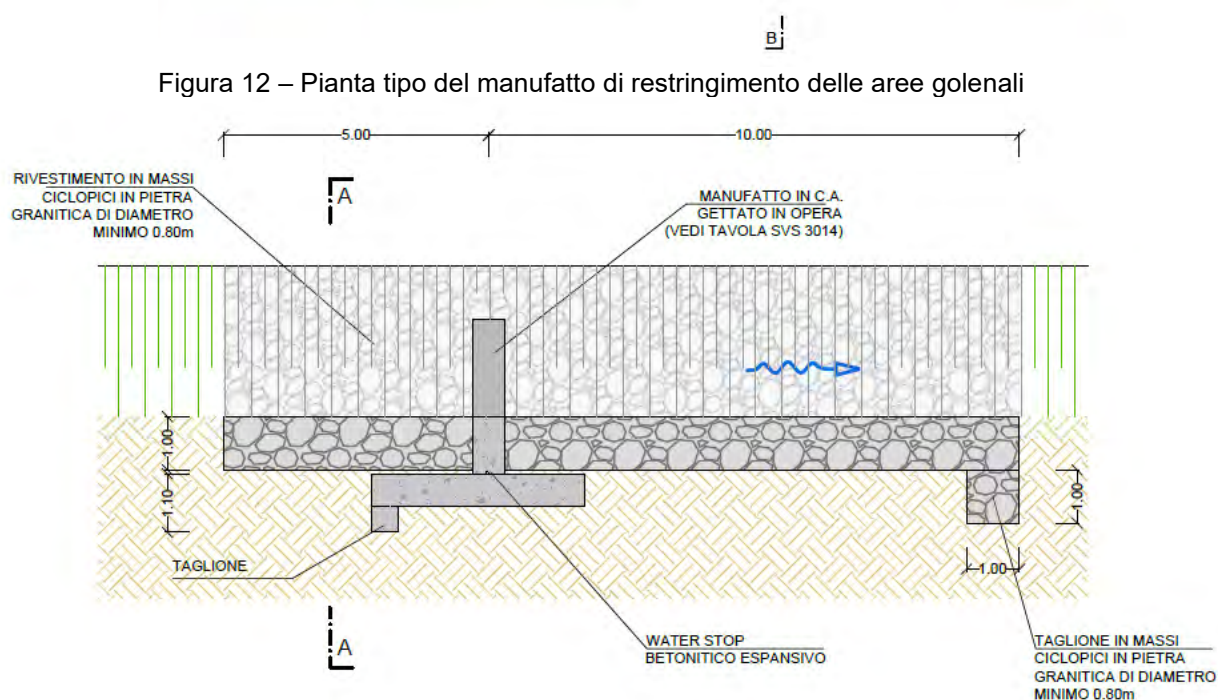 B
Figura 12 – Pianta tipo del manufatto di restringimento delle aree golenali
5.00
10.00
RIVESTIMENTO IN MASSI
CICLOPICI IN PIETRA
GRANITICA DI DIAMETRO
MINIMO 0.80m
A
MANUFATTO IN C.A.
GETTATO IN OPERA
(VEDI TAVOLA SVS 3014)
1.00
1.10
1.00
TAGLIONE
1.00
A
WATER STOP
BETONITICO ESPANSIVO
TAGLIONE IN MASSI
CICLOPICI IN PIETRA
GRANITICA DI DIAMETRO
MINIMO 0.80m